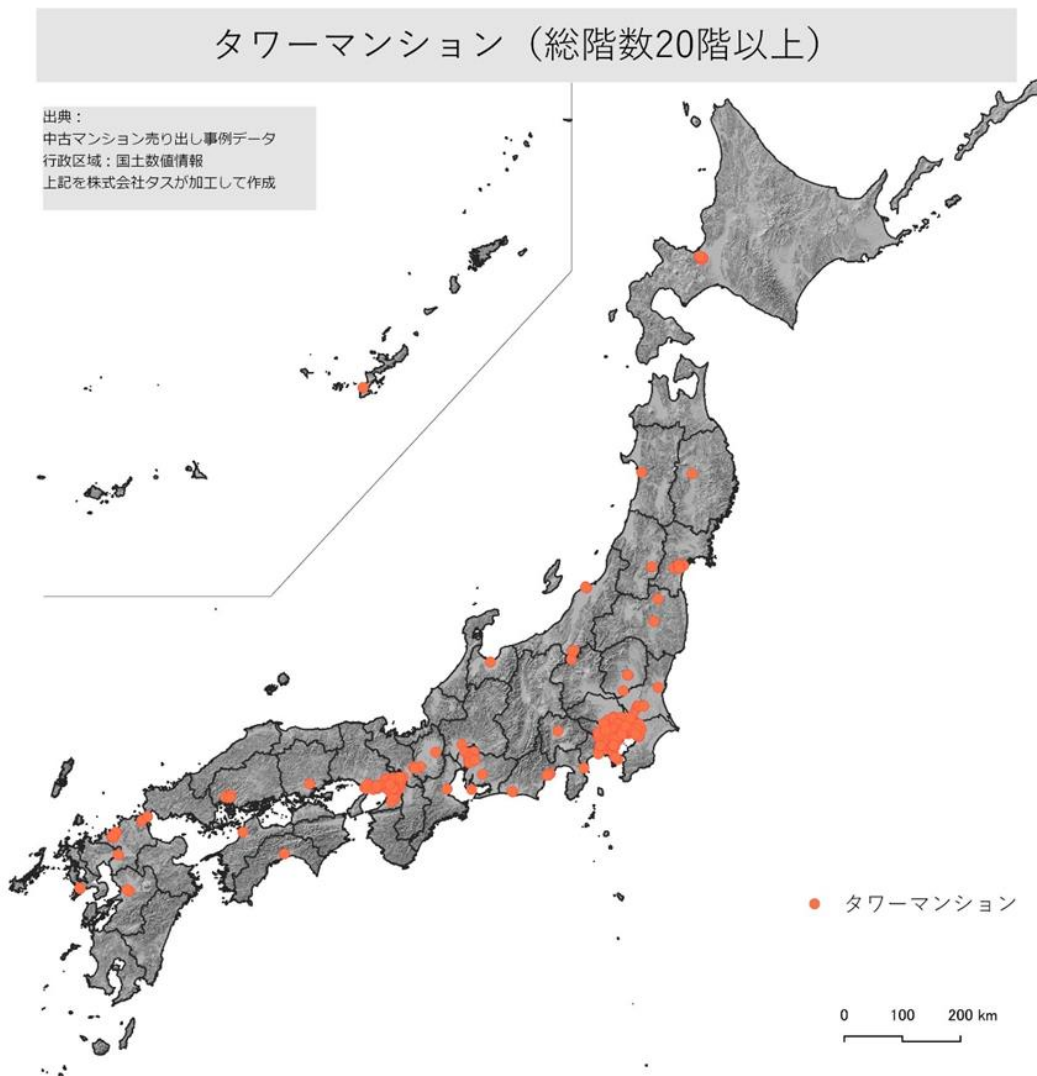 タワーマンション（総階数20階以上）
出典：
中古マンション売り出し事例データ
行政区域：国土数値情報
上記を株式会社タスが加工して作成
タワーマンション
0 100 200 km